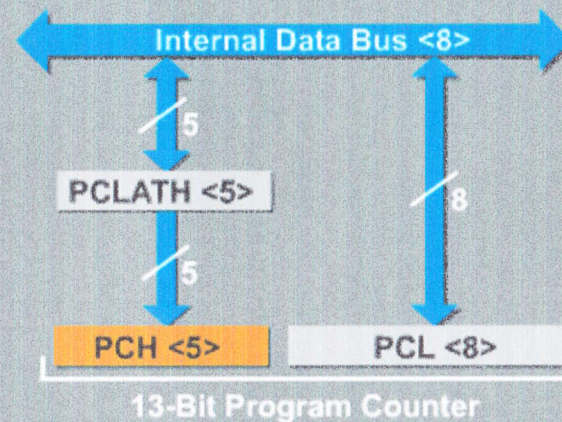 Internal Data Bus <8>
5
PCLATH <5>
8
5
PCH <5>
PCL <8>
13-Bit Program Counter